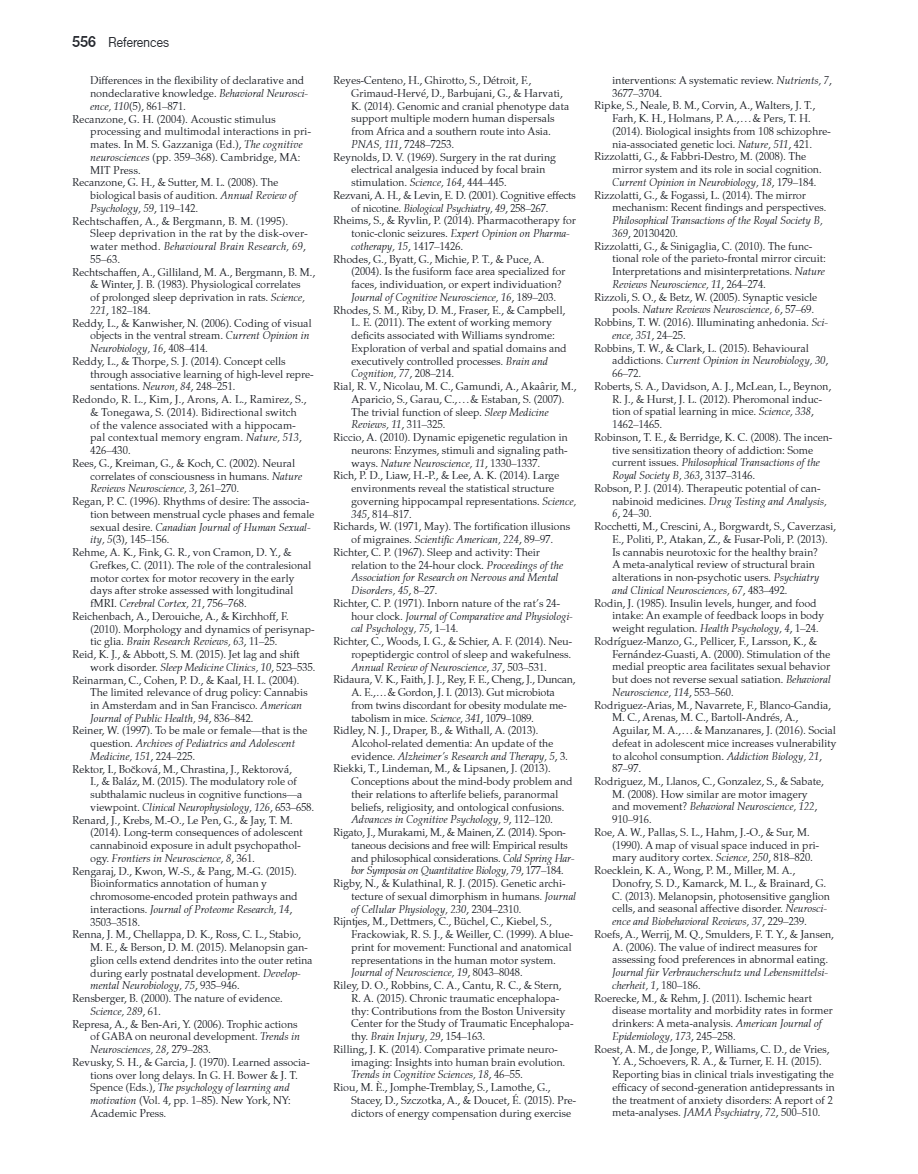 556 References
Differences in the flexibility of declarative and
nondeclarative knowledge. Behavioral Neurosci-
ence, 110(5), 861–871.
Recanzone, G. H. (2004). Acoustic stimulus
processing and multimodal interactions in pri-
mates. In M. S. Gazzaniga (Ed.), The cognitive
neurosciences (pp. 359–368). Cambridge, MA:
MIT Press.
Recanzone, G. H., & Sutter, M. L. (2008). The
biological basis of audition. Annual Review of
Psychology, 59, 119–142.
Rechtschaffen, A., & Bergmann, B. M. (1995).
Sleep deprivation in the rat by the disk-over-
water method. Behavioural Brain Research, 69,
55–63.
Rechtschaffen, A., Gilliland, M. A., Bergmann, B. M.,
& Winter, J. B. (1983). Physiological correlates
of prolonged sleep deprivation in rats. Science,
221, 182–184.
Reddy, L., & Kanwisher, N. (2006). Coding of visual
objects in the ventral stream. Current Opinion in
Neurobiology, 16, 408–414.
Reddy, L., & Thorpe, S. J. (2014). Concept cells
through associative learning of high-level repre-
sentations. Neuron, 84, 248–251.
Redondo, R. L., Kim, J., Arons, A. L., Ramirez, S.,
& Tonegawa, S. (2014). Bidirectional switch
of the valence associated with a hippocam-
pal contextual memory engram. Nature, 513,
426–430.
Rees, G., Kreiman, G., & Koch, C. (2002). Neural
correlates of consciousness in humans. Nature
Reviews Neuroscience, 3, 261–270.
Regan, P. C. (1996). Rhythms of desire: The associa-
tion between menstrual cycle phases and female
sexual desire. Canadian Journal of Human Sexual-
ity, 5(3), 145–156.
Rehme, A. K., Fink, G. R., von Cramon, D. Y., &
Grefkes, C. (2011). The role of the contralesional
motor cortex for motor recovery in the early
days after stroke assessed with longitudinal
fMRI. Cerebral Cortex, 21, 756–768.
Reichenbach, A., Derouiche, A., & Kirchhoff, F.
(2010). Morphology and dynamics of perisynap-
tic glia. Brain Research Reviews, 63, 11–25.
Reid, K. J., & Abbott, S. M. (2015). Jet lag and shift
work disorder. Sleep Medicine Clinics, 10, 523–535.
Reinarman, C., Cohen, P. D., & Kaal, H. L. (2004).
The limited relevance of drug policy: Cannabis
in Amsterdam and in San Francisco. American
Journal of Public Health, 94, 836–842.
Reiner, W. (1997). To be male or female—that is the
question. Archives of Pediatrics and Adolescent
Medicine, 151, 224–225.
Rektor, I., Bočková, M., Chrastina, J., Rektorová,
I., & Baláz, M. (2015). The modulatory role of
subthalamic nucleus in cognitive functions—a
viewpoint. Clinical Neurophysiology, 126, 653–658.
Renard, J., Krebs, M.-O., Le Pen, G., & Jay, T. M.
(2014). Long-term consequences of adolescent
cannabinoid exposure in adult psychopathol-
ogy. Frontiers in Neuroscience, 8, 361.
Rengaraj, D., Kwon, W.-S., & Pang, M.-G. (2015).
Bioinformatics annotation of human y
chromosome-encoded protein pathways and
interactions. Journal of Proteome Research, 14,
3503–3518.
Renna, J. M., Chellappa, D. K., Ross, C. L., Stabio,
M. E., & Berson, D. M. (2015). Melanopsin gan-
glion cells extend dendrites into the outer retina
during early postnatal development. Develop-
mental Neurobiology, 75, 935–946.
Rensberger, B. (2000). The nature of evidence.
Science, 289, 61.
Represa, A., & Ben-Ari, Y. (2006). Trophic actions
of GABA on neuronal development. Trends in
Neurosciences, 28, 279–283.
Revusky, S. H., & Garcia, J. (1970). Learned associa-
tions over long delays. In G. H. Bower & J. T.
Spence (Eds.), The psychology of learning and
motivation (Vol. 4, pp. 1–85). New York, NY:
Academic Press.
Reyes-Centeno, H., Ghirotto, S., Détroit, F.,
Grimaud-Hervé, D., Barbujani, G., & Harvati,
K. (2014). Genomic and cranial phenotype data
support multiple modern human dispersals
from Africa and a southern route into Asia.
PNAS, 111, 7248–7253.
Reynolds, D. V. (1969). Surgery in the rat during
electrical analgesia induced by focal brain
stimulation. Science, 164, 444–445.
Rezvani, A. H., & Levin, E. D. (2001). Cognitive effects
of nicotine. Biological Psychiatry, 49, 258–267.
Rheims, S., & Ryvlin, P. (2014). Pharmacotherapy for
tonic-clonic seizures. Expert Opinion on Pharma-
cotherapy, 15, 1417–1426.
Rhodes, G., Byatt, G., Michie, P. T., & Puce, A.
(2004). Is the fusiform face area specialized for
faces, individuation, or expert individuation?
Journal of Cognitive Neuroscience, 16, 189–203.
Rhodes, S. M., Riby, D. M., Fraser, E., & Campbell,
L. E. (2011). The extent of working memory
deficits associated with Williams syndrome:
Exploration of verbal and spatial domains and
executively controlled processes. Brain and
Cognition, 77, 208–214.
Rial, R. V., Nicolau, M. C., Gamundi, A., Akaârir, M.,
Aparicio, S., Garau, C.,… & Estaban, S. (2007).
The trivial function of sleep. Sleep Medicine
Reviews, 11, 311–325.
Riccio, A. (2010). Dynamic epigenetic regulation in
neurons: Enzymes, stimuli and signaling path-
ways. Nature Neuroscience, 11, 1330–1337.
Rich, P. D., Liaw, H.-P., & Lee, A. K. (2014). Large
environments reveal the statistical structure
governing hippocampal representations. Science,
345, 814–817.
Richards, W. (1971, May). The fortification illusions
of migraines. Scientific American, 224, 89–97.
Richter, C. P. (1967). Sleep and activity: Their
relation to the 24-hour clock. Proceedings of the
Association for Research on Nervous and Mental
Disorders, 45, 8–27.
Richter, C. P. (1971). Inborn nature of the rat's 24-
hour clock. Journal of Comparative and Physiologi-
cal Psychology, 75, 1–14.
Richter, C., Woods, I. G., & Schier, A. F. (2014). Neu-
ropeptidergic control of sleep and wakefulness.
Annual Review of Neuroscience, 37, 503–531.
Ridaura, V. K., Faith, J. J., Rey, F. E., Cheng, J., Duncan,
A. E.,… & Gordon, J. I. (2013). Gut microbiota
from twins discordant for obesity modulate me-
tabolism in mice. Science, 341, 1079–1089.
Ridley, N. J., Draper, B., & Withall, A. (2013).
Alcohol-related dementia: An update of the
evidence. Alzheimer's Research and Therapy, 5, 3.
Riekki, T., Lindeman, M., & Lipsanen, J. (2013).
Conceptions about the mind-body problem and
their relations to afterlife beliefs, paranormal
beliefs, religiosity, and ontological confusions.
Advances in Cognitive Psychology, 9, 112–120.
Rigato, J., Murakami, M., & Mainen, Z. (2014). Spon-
taneous decisions and free will: Empirical results
and philosophical considerations. Cold Spring Har-
bor Symposia on Quantitative Biology, 79, 177–184.
Rigby, N., & Kulathinal, R. J. (2015). Genetic archi-
tecture of sexual dimorphism in humans. Journal
of Cellular Physiology, 230, 2304–2310.
Rijntjes, M., Dettmers, C., Büchel, C., Kiebel, S.,
Frackowiak, R. S. J., & Weiller, C. (1999). A blue-
print for movement: Functional and anatomical
representations in the human motor system.
Journal of Neuroscience, 19, 8043–8048.
Riley, D. O., Robbins, C. A., Cantu, R. C., & Stern,
R. A. (2015). Chronic traumatic encephalopa-
thy: Contributions from the Boston University
Center for the Study of Traumatic Encephalopa-
thy. Brain Injury, 29, 154–163.
Rilling, J. K. (2014). Comparative primate neuro-
imaging: Insights into human brain evolution.
Trends in Cognitive Sciences, 18, 46–55.
Riou, M. È., Jomphe-Tremblay, S., Lamothe, G.,
Stacey, D., Szczotka, A., & Doucet, É. (2015). Pre-
dictors of energy compensation during exercise
interventions: A systematic review. Nutrients, 7,
3677–3704.
Ripke, S., Neale, B. M., Corvin, A., Walters, J. T.,
Farh, K. H., Holmans, P. A.,… & Pers, T. H.
(2014). Biological insights from 108 schizophre-
nia-associated genetic loci. Nature, 511, 421.
Rizzolatti, G., & Fabbri-Destro, M. (2008). The
mirror system and its role in social cognition.
Current Opinion in Neurobiology, 18, 179–184.
Rizzolatti, G., & Fogassi, L. (2014). The mirror
mechanism: Recent findings and perspectives.
Philosophical Transactions of the Royal Society B,
369, 20130420.
Rizzolatti, G., & Sinigaglia, C. (2010). The func-
tional role of the parieto-frontal mirror circuit:
Interpretations and misinterpretations. Nature
Reviews Neuroscience, 11, 264–274.
Rizzoli, S. O., & Betz, W. (2005). Synaptic vesicle
pools. Nature Reviews Neuroscience, 6, 57–69.
Robbins, T. W. (2016). Illuminating anhedonia. Sci-
ence, 351, 24–25.
Robbins, T. W., & Clark, L. (2015). Behavioural
addictions. Current Opinion in Neurobiology, 30,
66–72.
Roberts, S. A., Davidson, A. J., McLean, L., Beynon,
R. J., & Hurst, J. L. (2012). Pheromonal induc-
tion of spatial learning in mice. Science, 338,
1462–1465.
Robinson, T. E., & Berridge, K. C. (2008). The incen-
tive sensitization theory of addiction: Some
current issues. Philosophical Transactions of the
Royal Society B, 363, 3137–3146.
Robson, P. J. (2014). Therapeutic potential of can-
nabinoid medicines. Drug Testing and Analysis,
6, 24–30.
Rocchetti, M., Crescini, A., Borgwardt, S., Caverzasi,
E., Politi, P., Atakan, Z., & Fusar-Poli, P. (2013).
Is cannabis neurotoxic for the healthy brain?
A meta-analytical review of structural brain
alterations in non-psychotic users. Psychiatry
and Clinical Neurosciences, 67, 483–492.
Rodin, J. (1985). Insulin levels, hunger, and food
intake: An example of feedback loops in body
weight regulation. Health Psychology, 4, 1–24.
Rodríguez-Manzo, G., Pellicer, F., Larsson, K., &
Fernández-Guasti, A. (2000). Stimulation of the
medial preoptic area facilitates sexual behavior
but does not reverse sexual satiation. Behavioral
Neuroscience, 114, 553–560.
Rodriguez-Arias, M., Navarrete, F., Blanco-Gandia,
M. C., Arenas, M. C., Bartoll-Andrés, A.,
Aguilar, M. A.,… & Manzanares, J. (2016). Social
defeat in adolescent mice increases vulnerability
to alcohol consumption. Addiction Biology, 21,
87–97.
Rodriguez, M., Llanos, C., Gonzalez, S., & Sabate,
M. (2008). How similar are motor imagery
and movement? Behavioral Neuroscience, 122,
910–916.
Roe, A. W., Pallas, S. L., Hahm, J.-O., & Sur, M.
(1990). A map of visual space induced in pri-
mary auditory cortex. Science, 250, 818–820.
Roecklein, K. A., Wong, P. M., Miller, M. A.,
Donofry, S. D., Kamarck, M. L., & Brainard, G.
C. (2013). Melanopsin, photosensitive ganglion
cells, and seasonal affective disorder. Neurosci-
ence and Biobehavioral Reviews, 37, 229–239.
Roefs, A., Werrij, M. Q., Smulders, F. T. Y., & Jansen,
A. (2006). The value of indirect measures for
assessing food preferences in abnormal eating.
Journal für Verbraucherschutz und Lebensmittelsi-
cherheit, 1, 180–186.
Roerecke, M., & Rehm, J. (2011). Ischemic heart
disease mortality and morbidity rates in former
drinkers: A meta-analysis. American Journal of
Epidemiology, 173, 245–258.
Roest, A. M., de Jonge, P., Williams, C. D., de Vries,
Y. A., Schoevers, R. A., & Turner, E. H. (2015).
Reporting bias in clinical trials investigating the
efficacy of second-generation antidepressants in
the treatment of anxiety disorders: A report of 2
meta-analyses. JAMA Psychiatry, 72, 500–510.